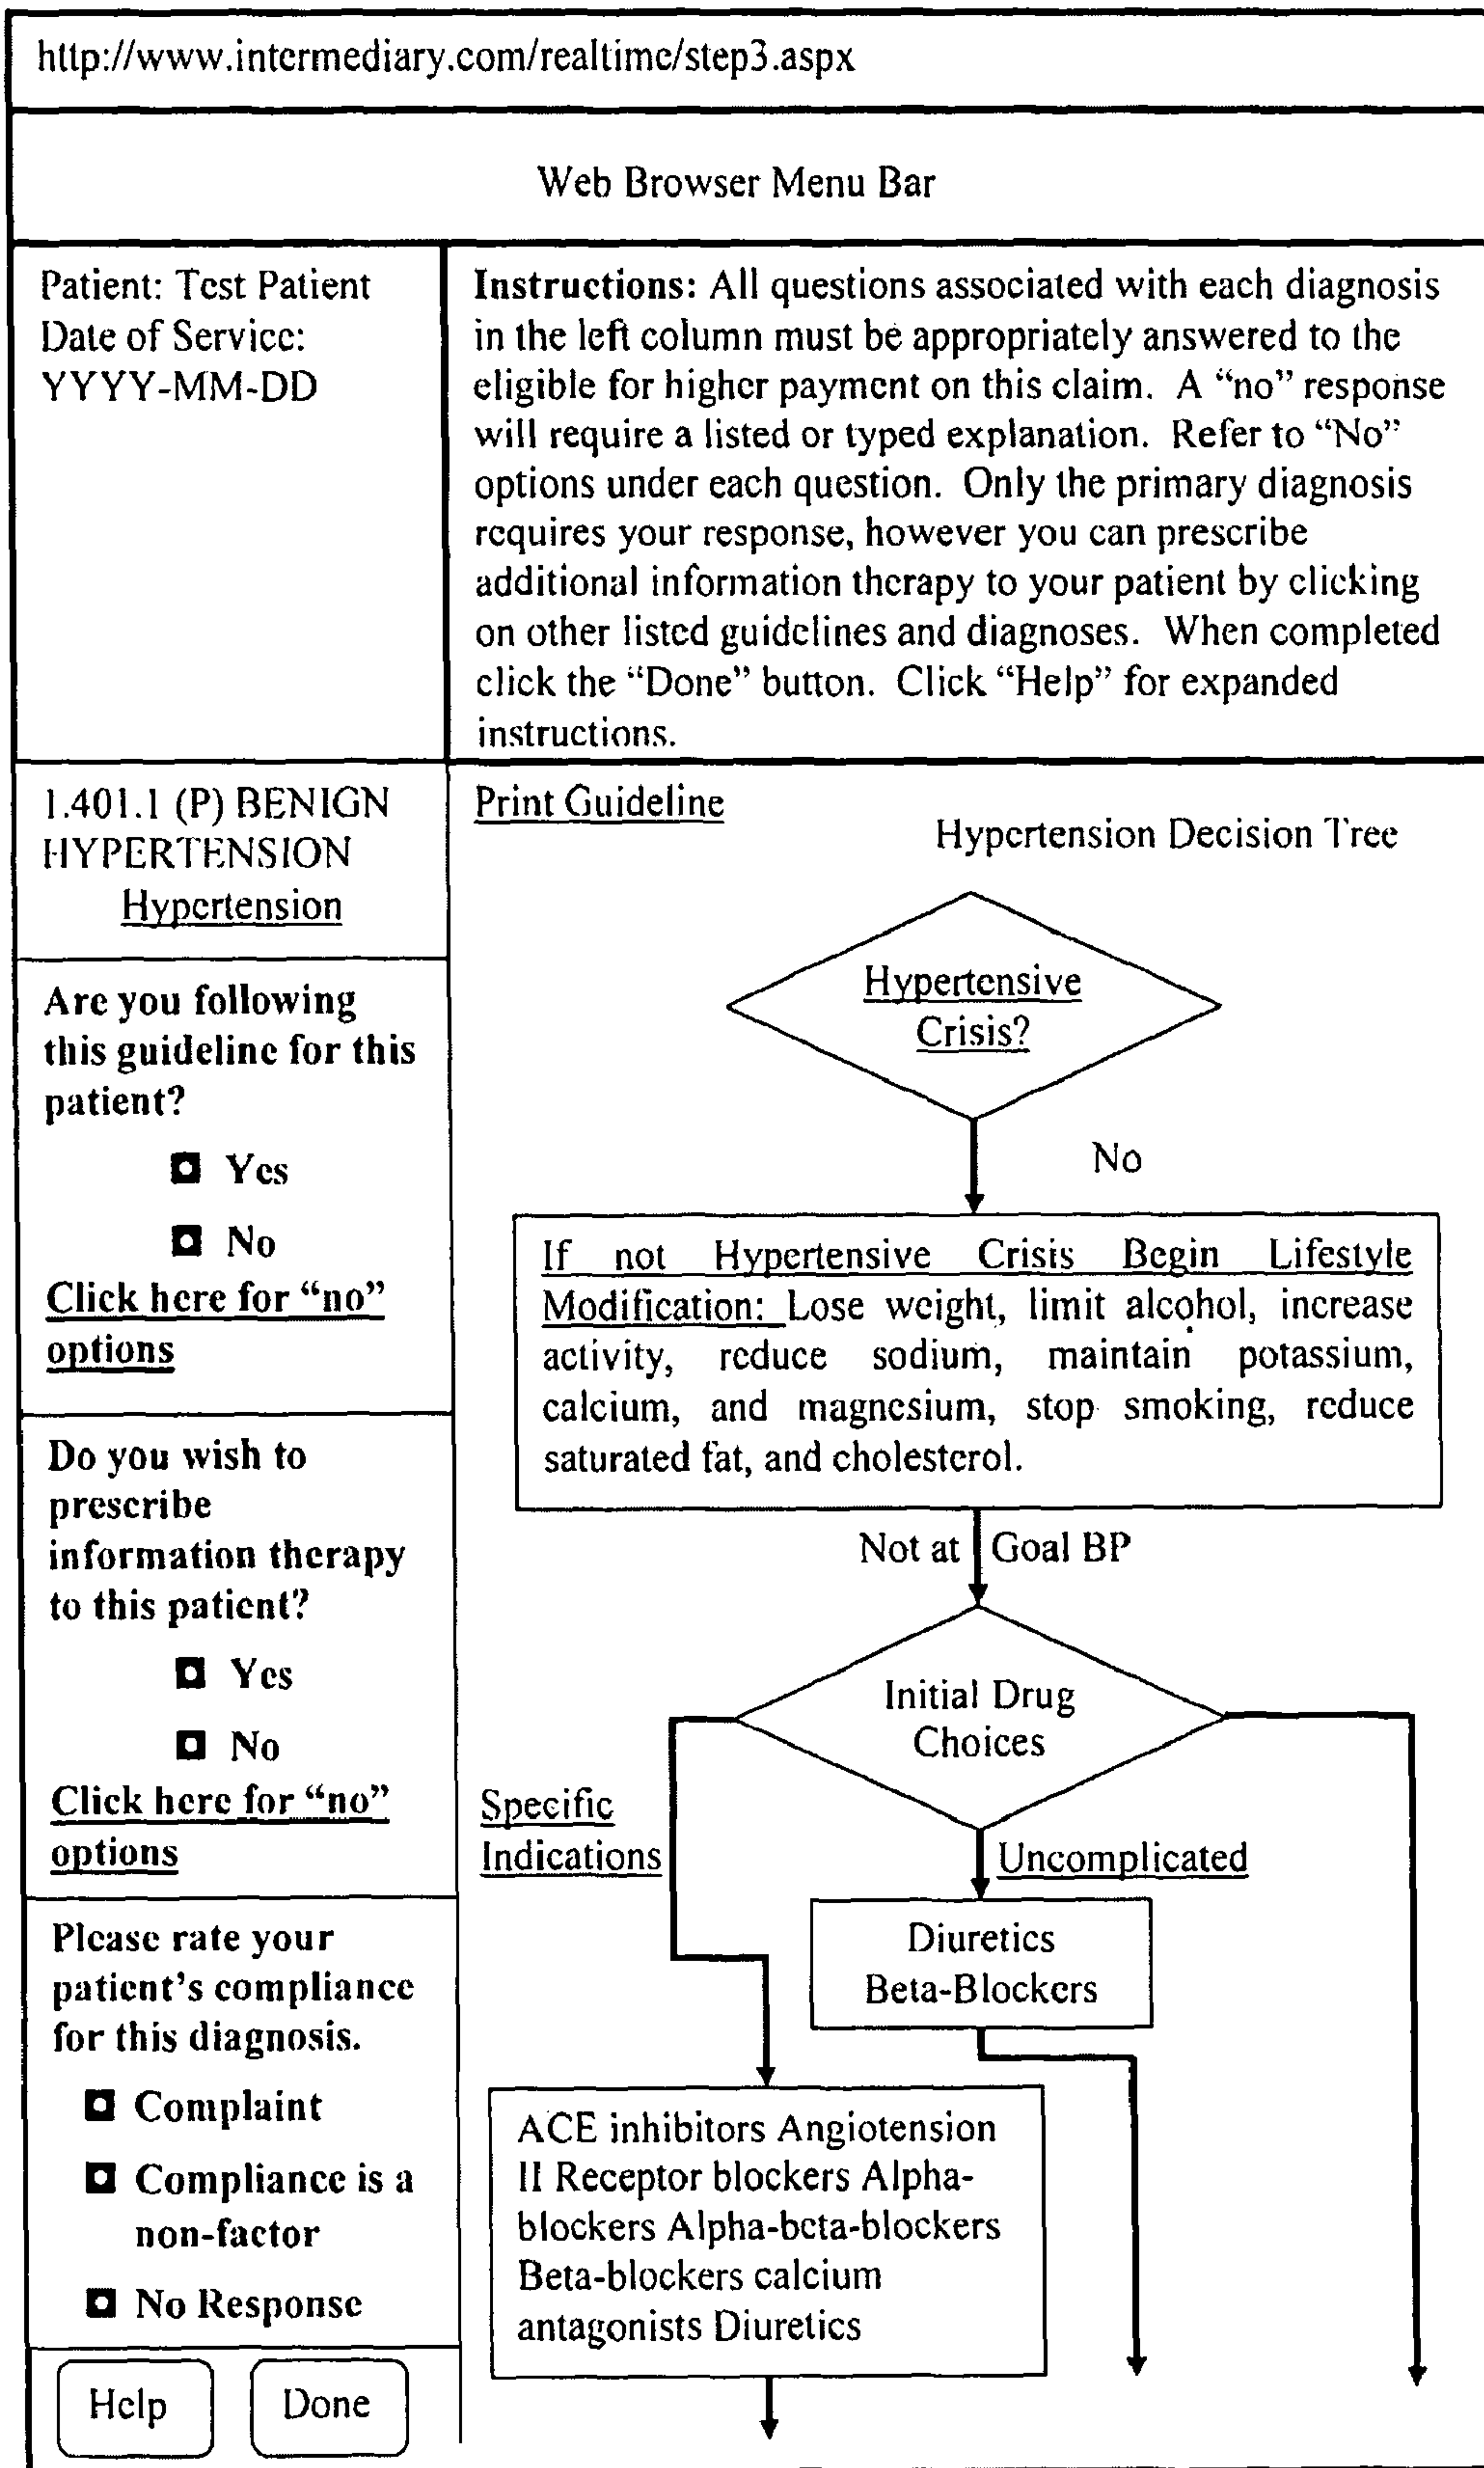 http://www.intermediary.com/realtime/step3.aspx
Web Browser Menu Bar
Patient: Test Patient
Date of Service:
YYYY-MM-DD
Instructions: All questions associated with each diagnosis
in the left column must be appropriately answered to the
eligible for higher payment on this claim. A “no” response
will require a listed or typed explanation. Refer to “No”
options under each question. Only the primary diagnosis
requires your response, however you can prescribe
additional information therapy to your patient by clicking
on other listed guidelines and diagnoses. When completed
click the “Done” button. Click “Help” for expanded
instructions.
1.401.1 (P) BENIGN
HYPERTENSION
Hypertension
Are you following
this guideline for this
patient?
Yes
No
Click here for “no”
options
Do you wish to
prescribe
information therapy
to this patient?
Yes
No
Click here for “no”
options
Please rate your
patient’s compliance
for this diagnosis.
Complaint
Compliance is a
non-factor
No Response
Help
Done
Print Guideline
Hypertension Decision Tree
Hypertensive
Crisis?
No
If not Hypertensive Crisis Begin Lifestyle
Modification: Lose weight, limit alcohol, increase
activity, reduce sodium, maintain potassium,
calcium, and magnesium, stop smoking, reduce
saturated fat, and cholesterol.
Not at Goal BP
Initial Drug
Choices
Specific
Indications
Uncomplicated
Diuretics
Beta-Blockers
ACE inhibitors Angiotension
II Receptor blockers Alpha-
blockers Alpha-beta-blockers
Beta-blockers calcium
antagonists Diuretics